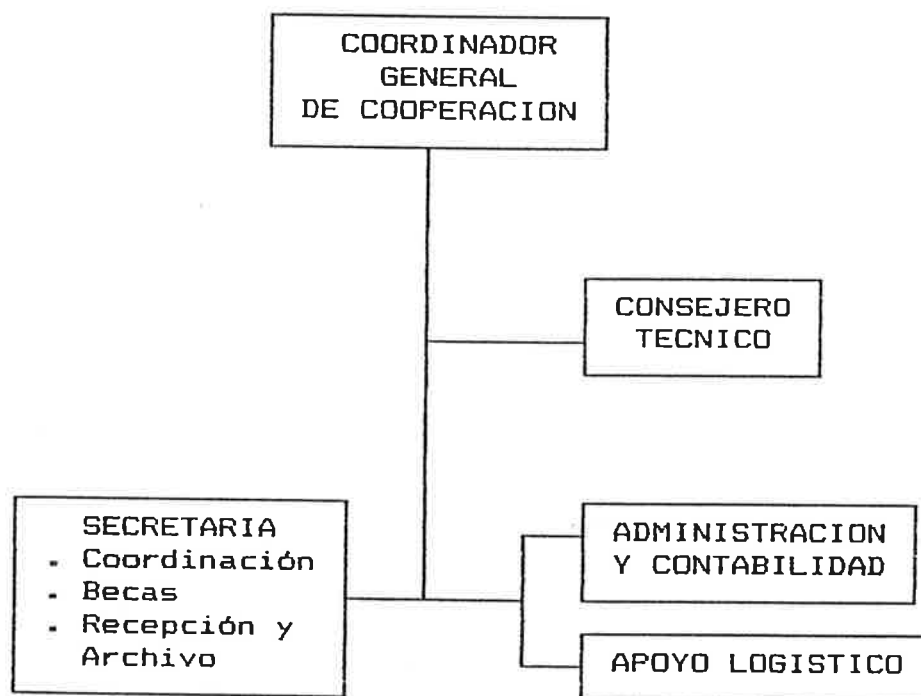 COORDINADOR
GENERAL
DE COOPERACION
CONSEJERO
TECNICO
SECRETARIA
. Coordinación
. Becas
. Recepción y
Archivo
ADMINISTRACION
Y CONTABILIDAD
APOYO LOGISTICO